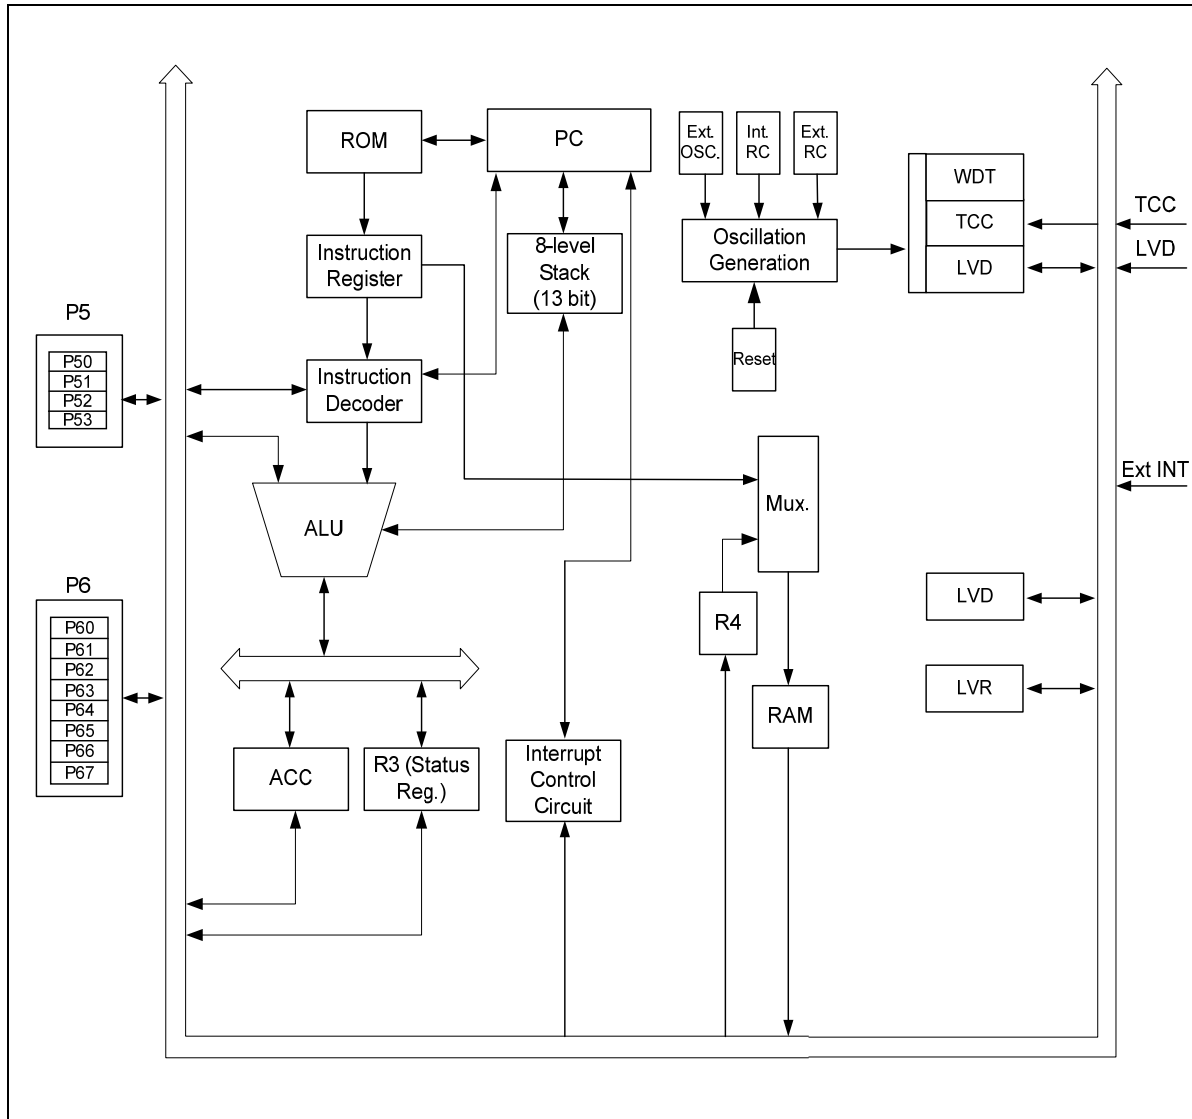 ROM
PC
Ext.
OSC.
Int.
RC
Ext.
RC
WDT
TCC
LVD
TCC
LVD
Oscillation
Generation
Instruction
Register
8-level
Stack
(13 bit)
Reset
P5
P50
P51
P52
P53
Instruction
Decoder
ALU
Mux.
Ext INT
P6
P60
P61
P62
P63
P64
P65
P66
P67
R4
LVD
LVR
RAM
ACC
R3 (Status
Reg.)
Interrupt
Control
Circuit